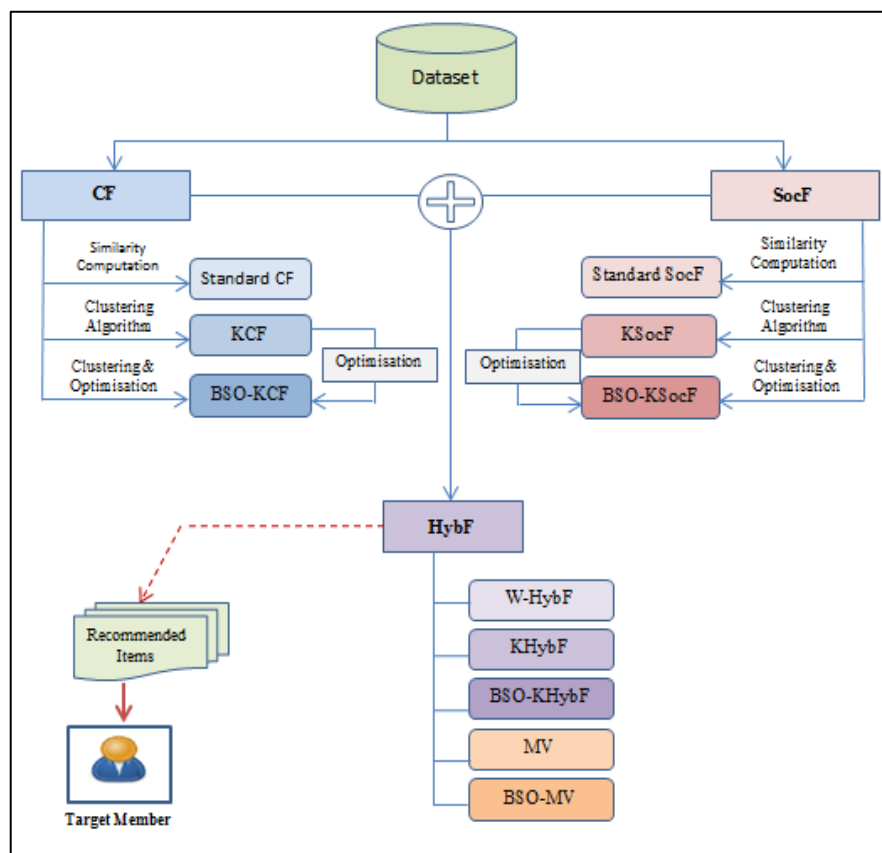 Dataset
CF
SocF
Similarity
Computation
Standard CF
Clustering
Algorithm
KCF
Optimisation
Clustering &
Optimisation
BSO-KCF
Similarity
Computation
Standard SocF
Clustering
Algorithm
KSocF
Optimisation
Clustering &
Optimisation
BSO-KSocF
HybF
W-HybF
KHybF
BSO-KHybF
MV
BSO-MV
Recommended
Items
Target Member